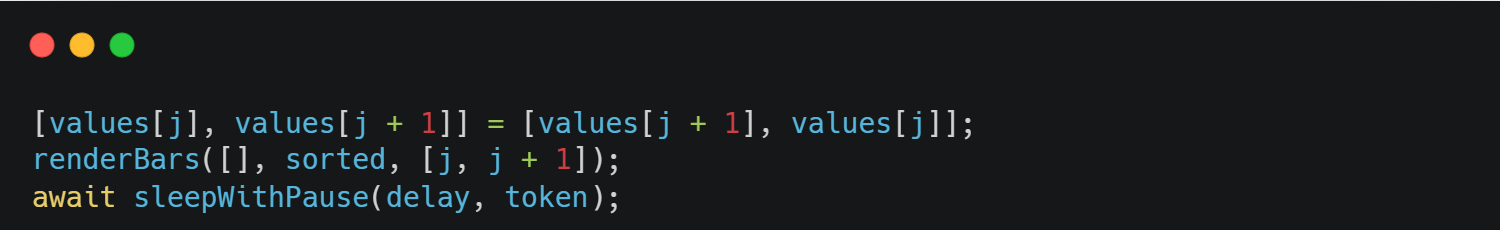 [values[j], values[j + 1]] = [values[j + 1], values[j]];
renderBars([], sorted, [j, j + 1]);
await sleepWithPause(delay, token);